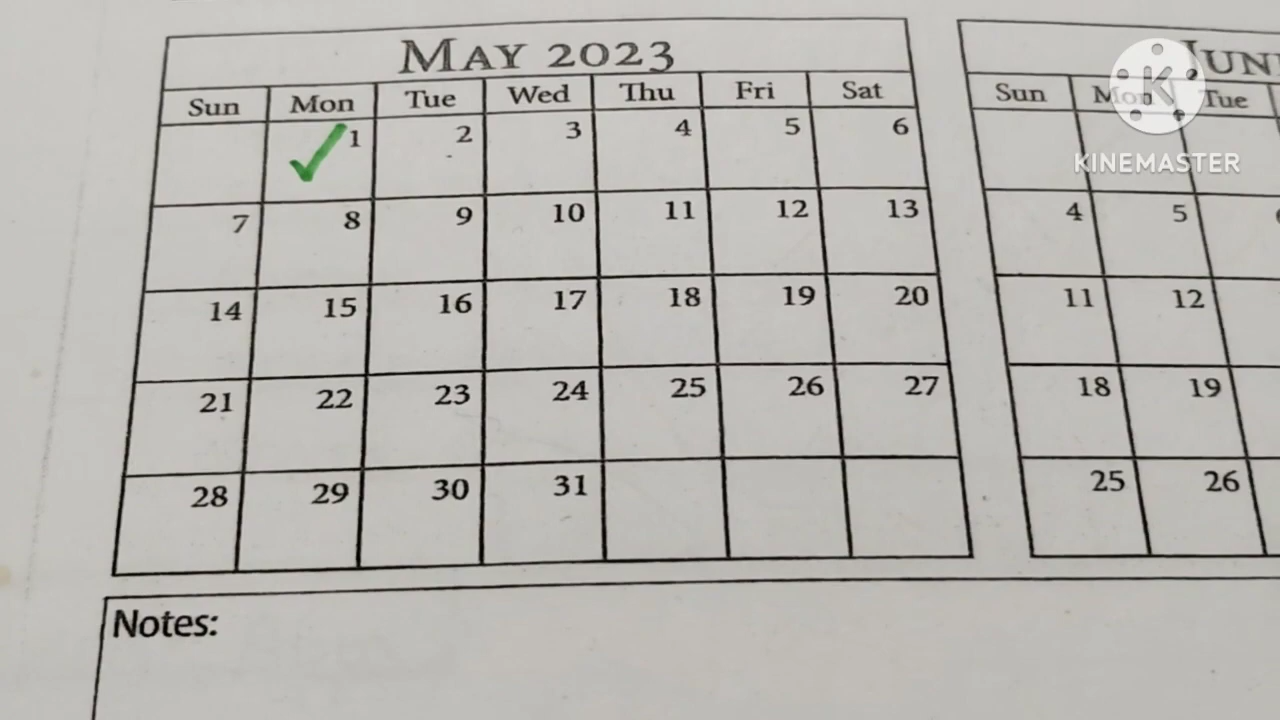 MAY 2023
Sun Mon Tue Wed Thu Fri Sat
1 2 3 4 5 6
7 8 9 10 11 12 13
14 15 16 17 18 19 20
21 22 23 24 25 26 27
28 29 30 31
Sun Mon Tue
4 5
11 12
18 19
25 26
Notes:
K
KINEMASTER